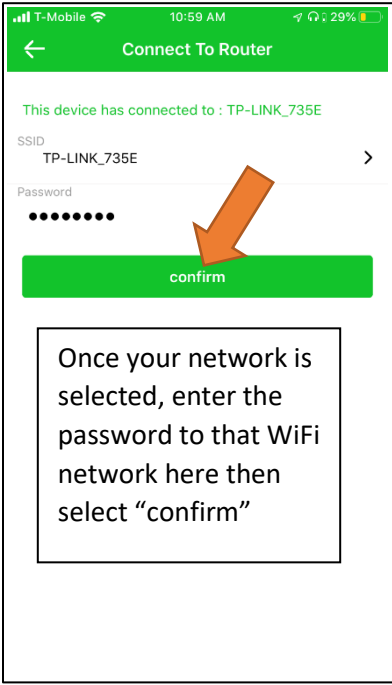 T-Mobile 10:59 AM 29%
Connect To Router
This device has connected to : TP-LINK_735E
SSID
TP-LINK_735E
Password
●●●●●●●●
confirm
Once your network is
selected, enter the
password to that WiFi
network here then
select “confirm”